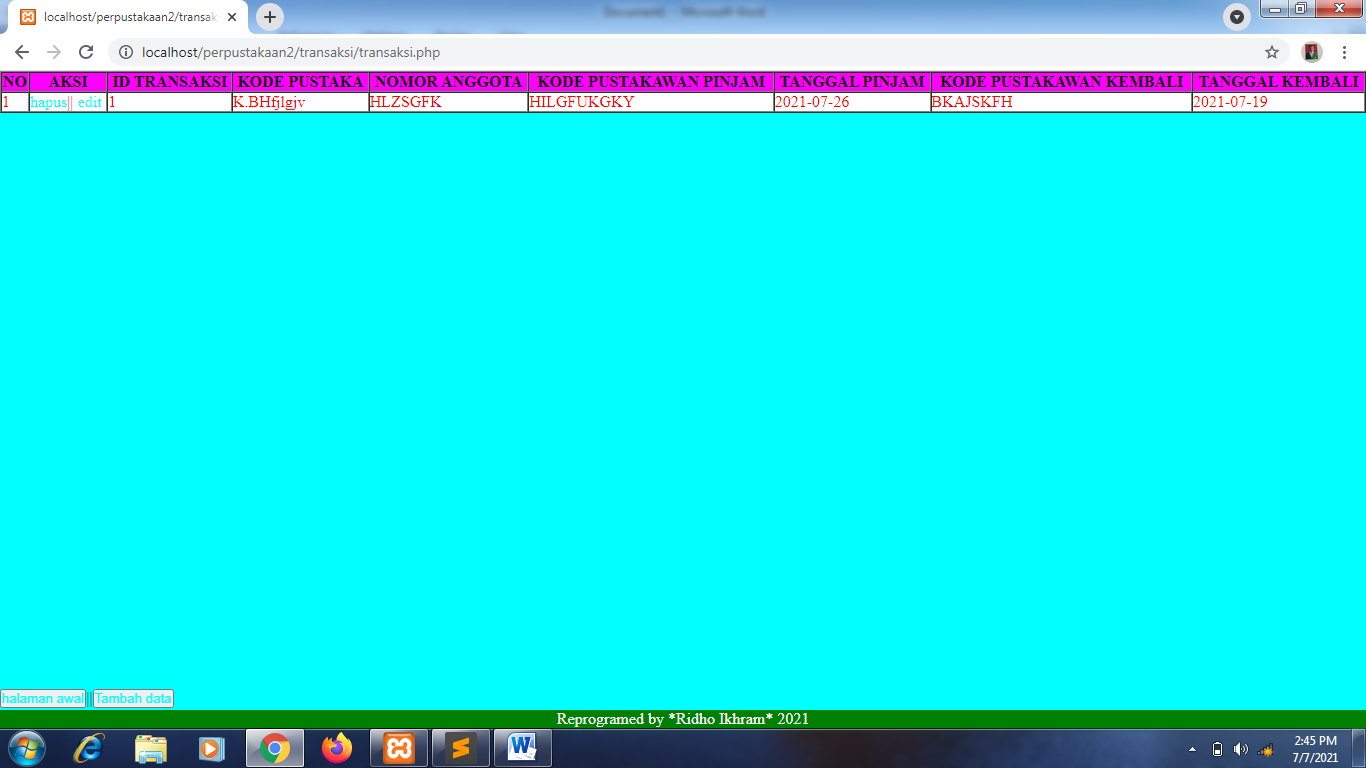 Document1 - Microsoft Word
localhost/perpustakaan2/transak
localhost/perpustakaan2/transaksi/transaksi.php
NO AKSI ID TRANSAKSI KODE PUSTAKA NOMOR ANGGOTA KODE PUSTAKAWAN PINJAM TANGGAL PINJAM KODE PUSTAKAWAN KEMBALI TANGGAL KEMBALI
1 hapus|| edit 1 K.BHfjlgjv HLZSGFK HILGFUKGKY 2021-07-26 BKAJSKFH 2021-07-19
halaman awal||Tambah data
Reprogramed by *Ridho Ikhram* 2021
2:45 PM
7/7/2021